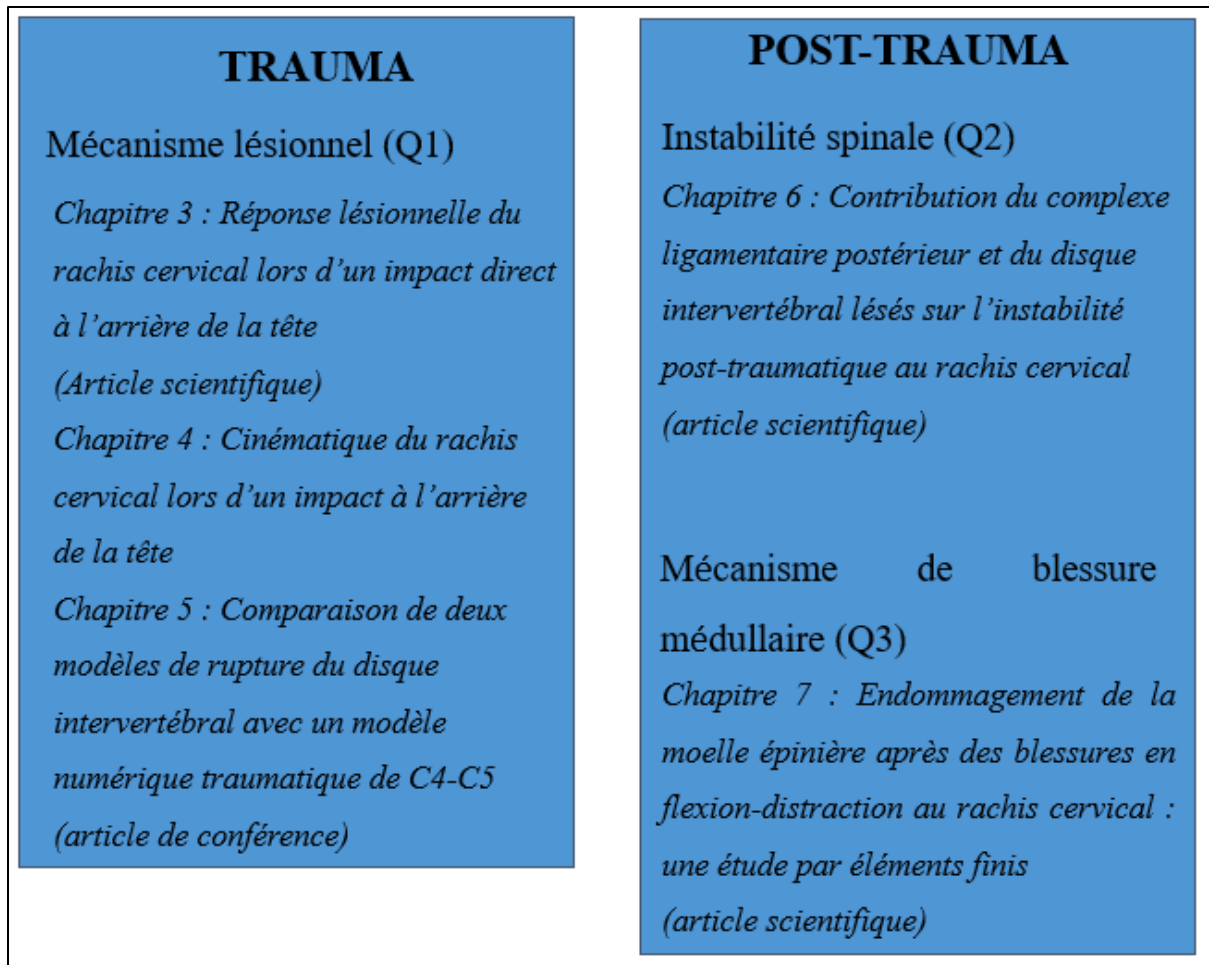 TRAUMA
Mécanisme lésionnel (Q1)
Chapitre 3 : Réponse lésionnelle du
rachis cervical lors d’un impact direct
à l’arrière de la tête
(Article scientifique)
Chapitre 4 : Cinématique du rachis
cervical lors d’un impact à l’arrière
de la tête
Chapitre 5 : Comparaison de deux
modèles de rupture du disque
intervertébral avec un modèle
numérique traumatique de C4-C5
(article de conférence)
POST-TRAUMA
Instabilité spinale (Q2)
Chapitre 6 : Contribution du complexe
ligamentaire postérieur et du disque
intervertébral lésés sur l’instabilité
post-traumatique au rachis cervical
(article scientifique)
Mécanisme de blessure
médullaire (Q3)
Chapitre 7 : Endommagement de la
moelle épinière après des blessures en
flexion-distraction au rachis cervical :
une étude par éléments finis
(article scientifique)